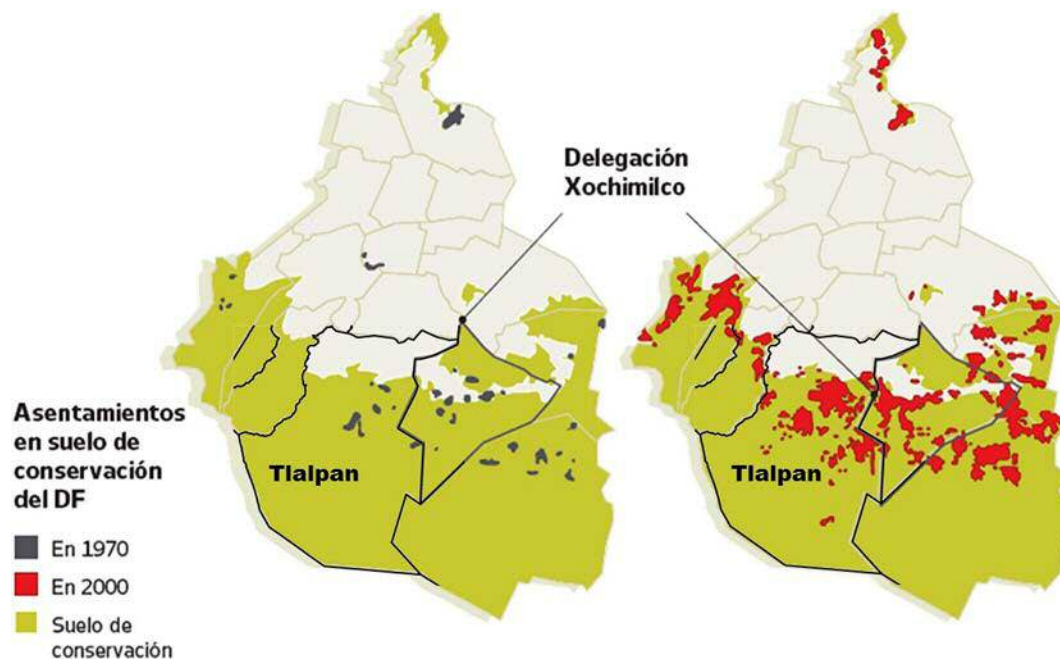 Delegación
Xochimilco
Asentamientos
en suelo de
conservación
del DF
En 1970
En 2000
Suelo de
conservación
Tlalpan
Tlalpan